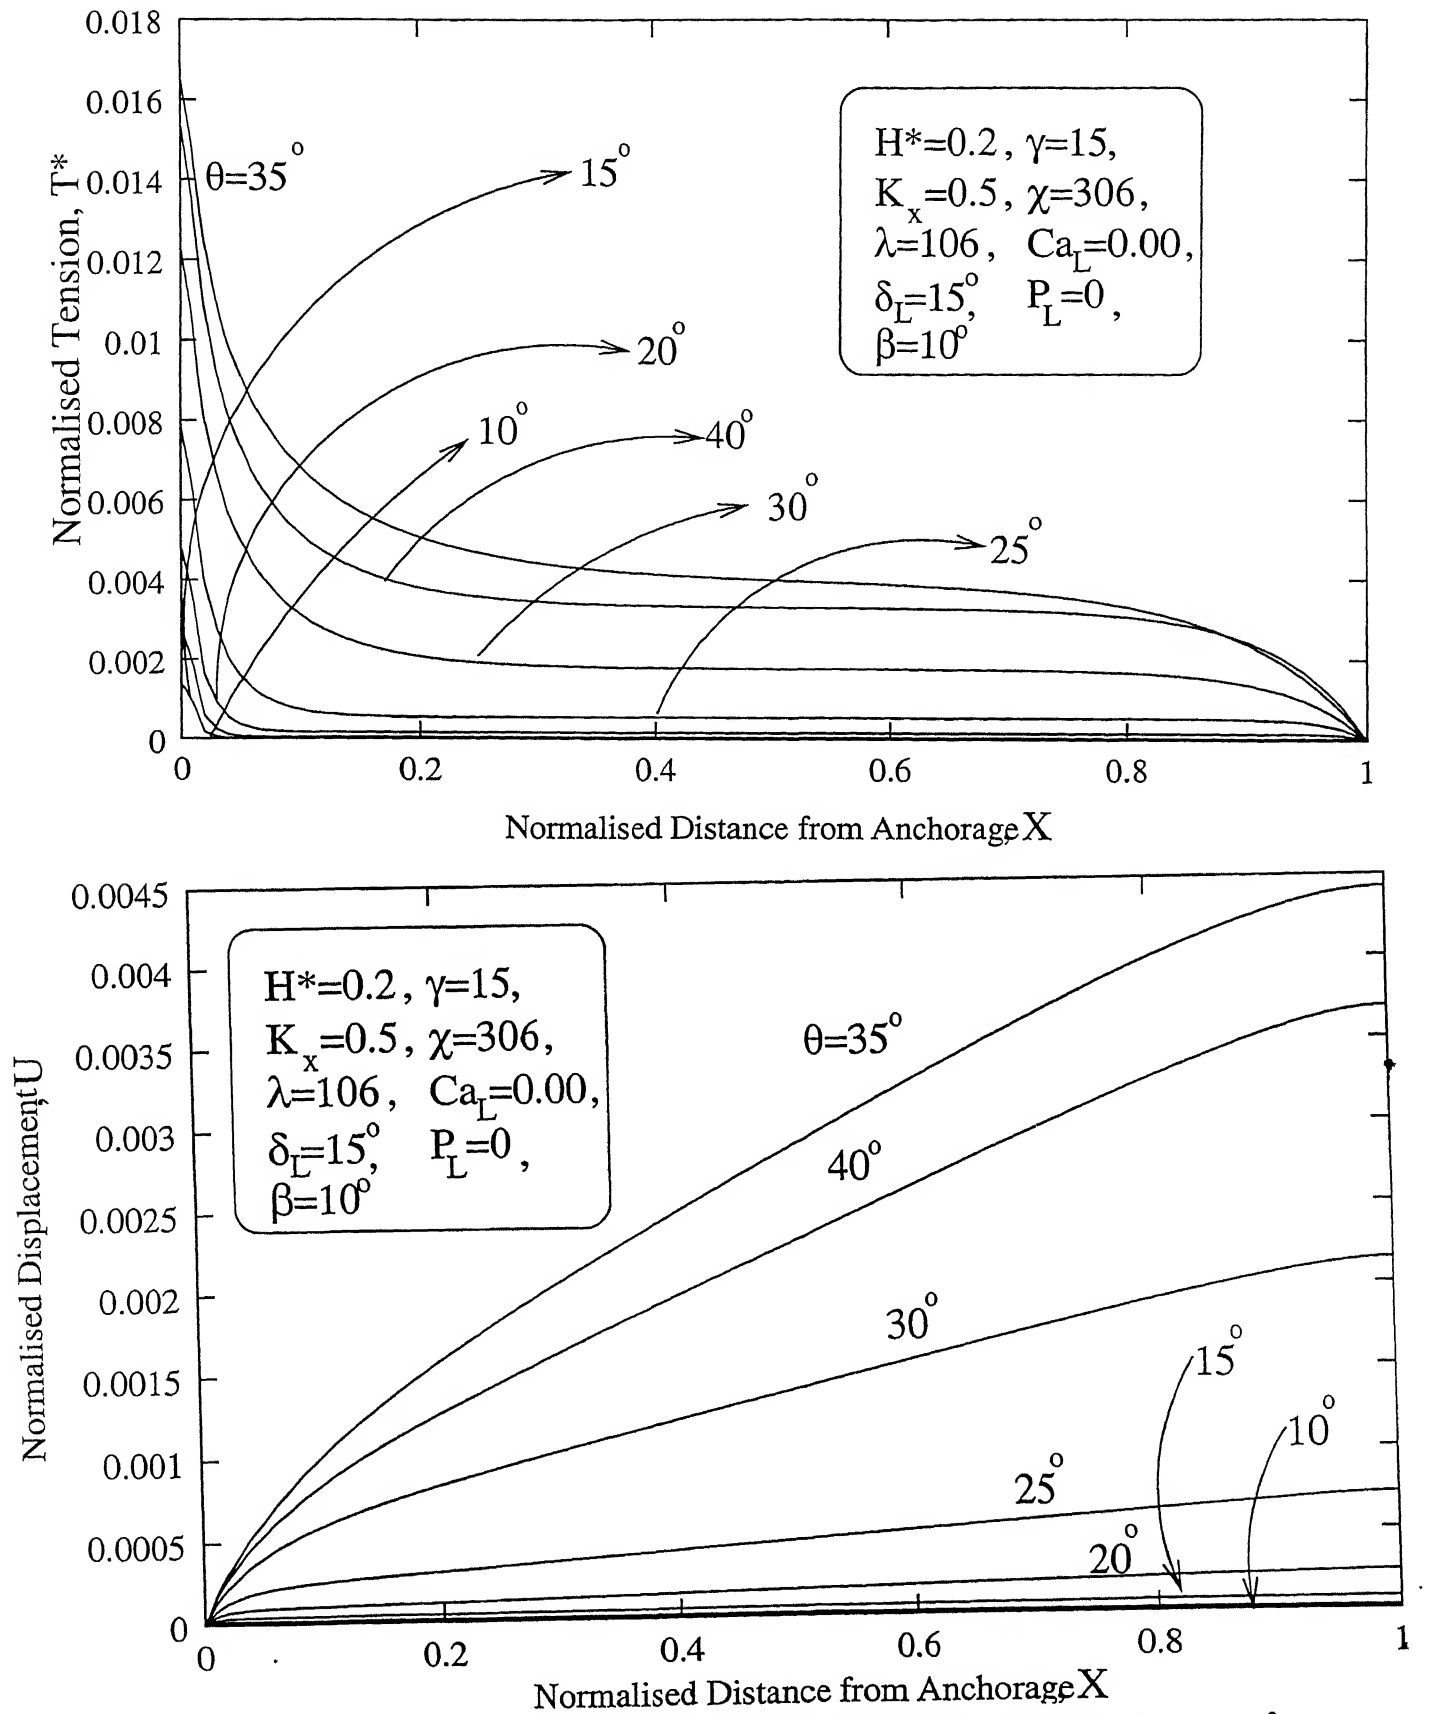 0.018
0.016
0.014
0.012
0.01
0.008
0.006
0.004
0.002
0
Normalised Tension, T*
θ=35°
15°
20°
10°
40°
30°
25°
H*=0.2, γ=15,
Kx=0.5, χ=306,
λ=106, CaL=0.00,
δL=15°, PL=0,
β=10°
0 0.2 0.4 0.6 0.8 1
Normalised Distance from Anchorage, X
0.0045
0.004
0.0035
0.003
0.0025
0.002
0.0015
0.001
0.0005
0
Normalised Displacement, U
H*=0.2, γ=15,
Kx=0.5, χ=306,
λ=106, CaL=0.00,
δL=15°, PL=0,
β=10°
θ=35°
40°
30°
15°
10°
25°
20°
0 0.2 0.4 0.6 0.8 1
Normalised Distance from Anchorage, X